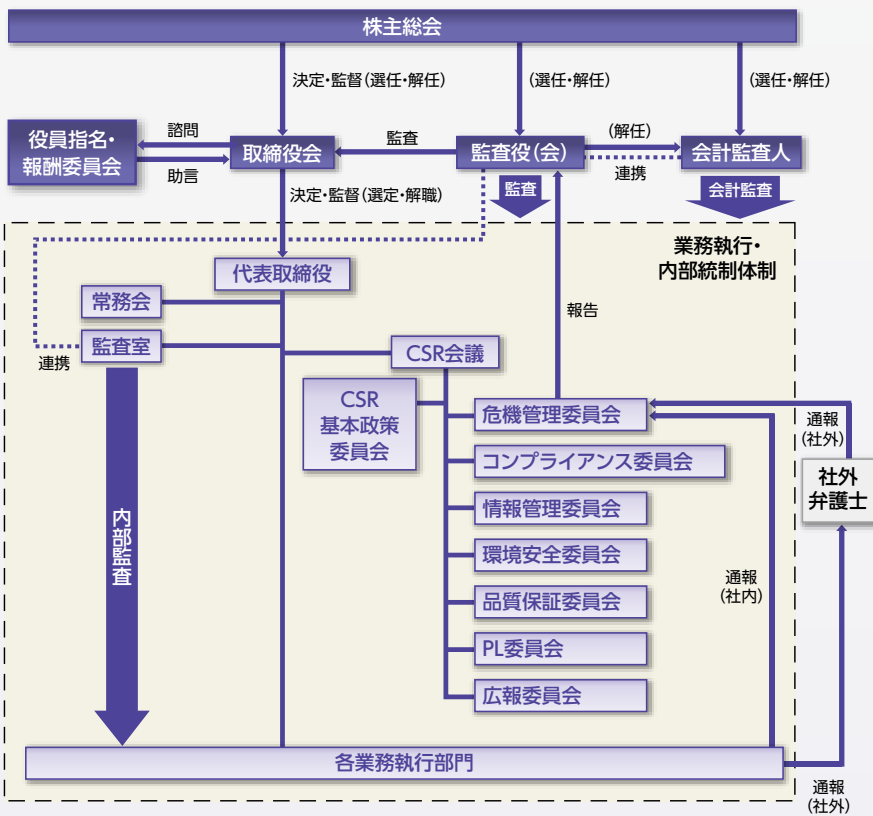 株主総会
決定・監督(選任・解任)
(選任・解任)
(選任・解任)
役員指名・
報酬委員会
諮問
助言
取締役会
監査
監査役(会)
(解任)
連携
会計監査人
決定・監督(選定・解職)
監査
会計監査
業務執行・
内部統制体制
代表取締役
常務会
監査室
連携
報告
CSR会議
CSR
基本政策
委員会
危機管理委員会
コンプライアンス委員会
情報管理委員会
環境安全委員会
品質保証委員会
PL委員会
広報委員会
通報
(社外)
社外
弁護士
内部監査
通報
(社内)
各業務執行部門
通報
(社外)